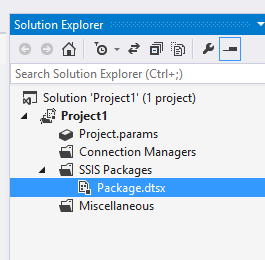 Solution Explorer
Search Solution Explorer (Ctrl+;)
Solution 'Project1' (1 project)
Project1
Project.params
Connection Managers
SSIS Packages
Package.dtsx
Miscellaneous